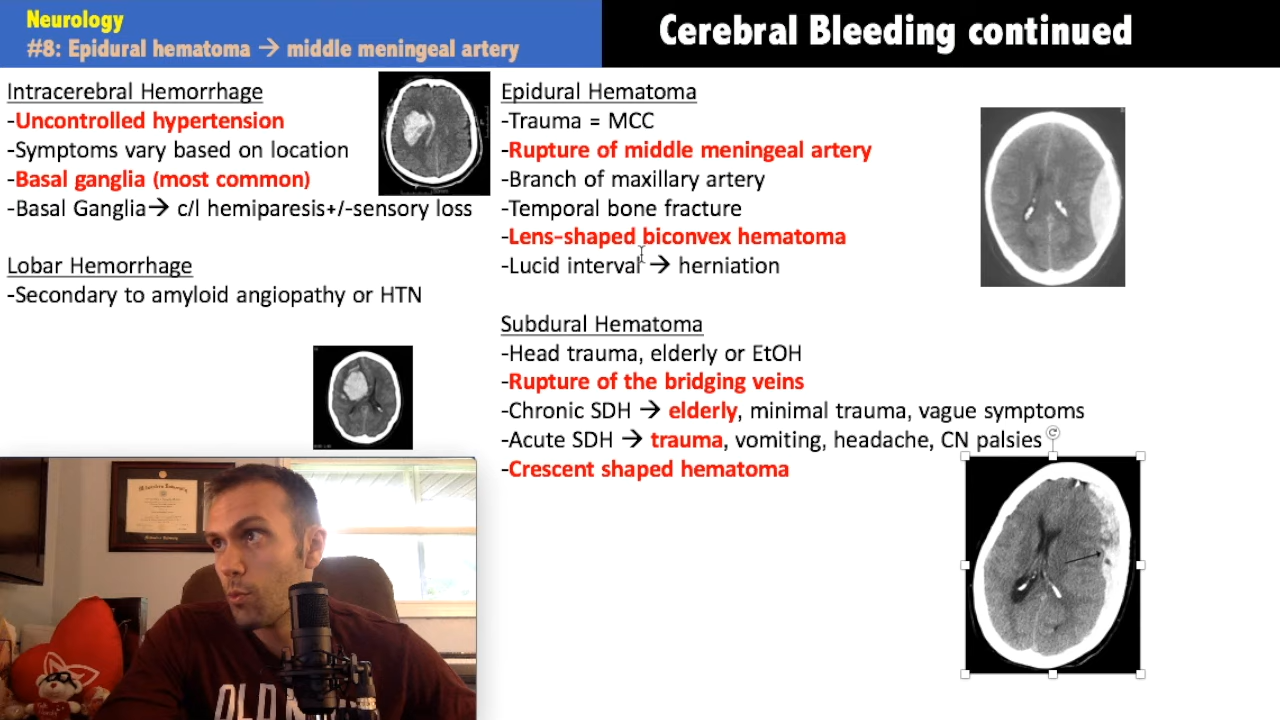 Neurology
#8: Epidural hematoma → middle meningeal artery
Cerebral Bleeding continued
Intracerebral Hemorrhage
-Uncontrolled hypertension
-Symptoms vary based on location
-Basal ganglia (most common)
-Basal Ganglia→ c/l hemiparesis+/-sensory loss
Lobar Hemorrhage
-Secondary to amyloid angiopathy or HTN
Epidural Hematoma
-Trauma = MCC
-Rupture of middle meningeal artery
-Branch of maxillary artery
-Temporal bone fracture
-Lens-shaped biconvex hematoma
-Lucid interval → herniation
Subdural Hematoma
-Head trauma, elderly or EtOH
-Rupture of the bridging veins
-Chronic SDH → elderly, minimal trauma, vague symptoms
-Acute SDH → trauma, vomiting, headache, CN palsies
-Crescent shaped hematoma
OLD